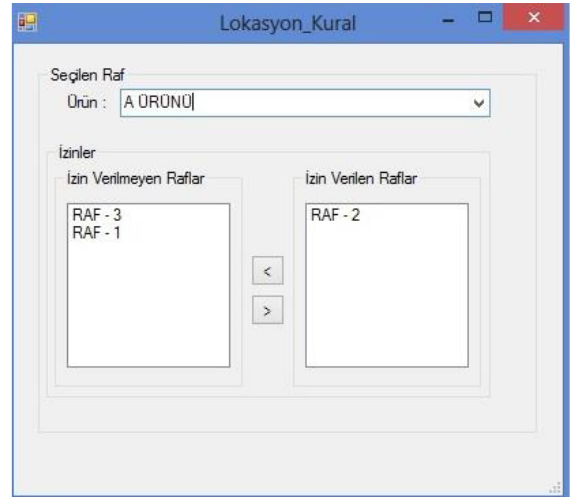 Lokasyon_Kural
Seçilen Raf
Ürün : A ÜRÜNÜ
İzinler
İzin Verilmeyen Raflar
RAF - 3
RAF - 1
<
>
İzin Verilen Raflar
RAF - 2